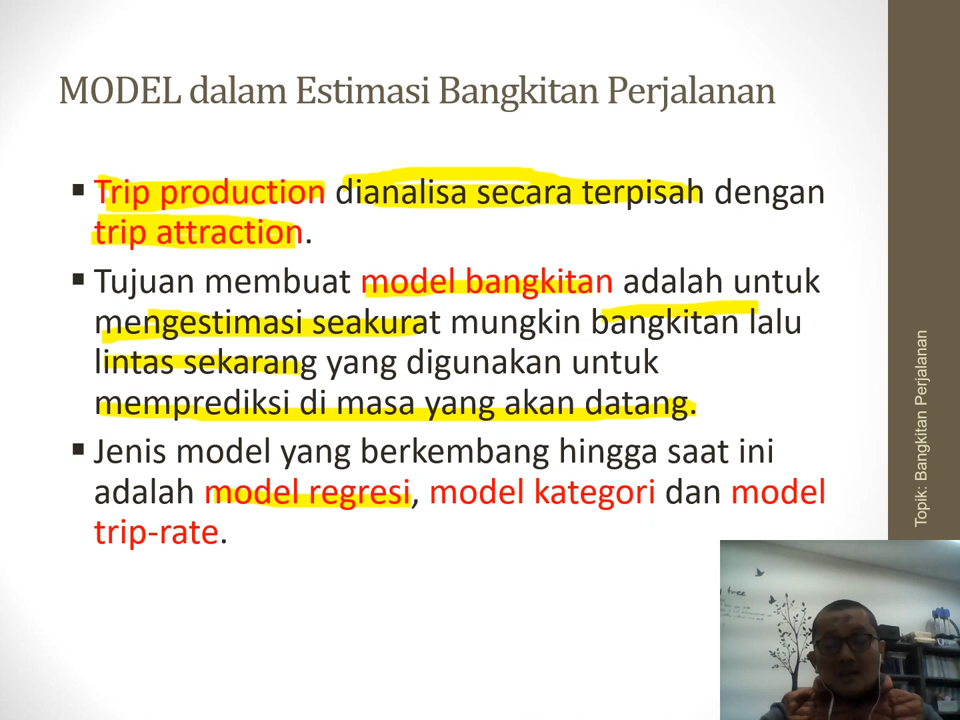 MODEL dalam Estimasi Bangkitan Perjalanan
▪ Trip production dianalisa secara terpisah dengan
trip attraction.
▪ Tujuan membuat model bangkitan adalah untuk
mengestimasi seakurat mungkin bangkitan lalu
lintas sekarang yang digunakan untuk
memprediksi di masa yang akan datang.
▪ Jenis model yang berkembang hingga saat ini
adalah model regresi, model kategori dan model
trip-rate.
Topik: Bangkitan Perjalanan
tree